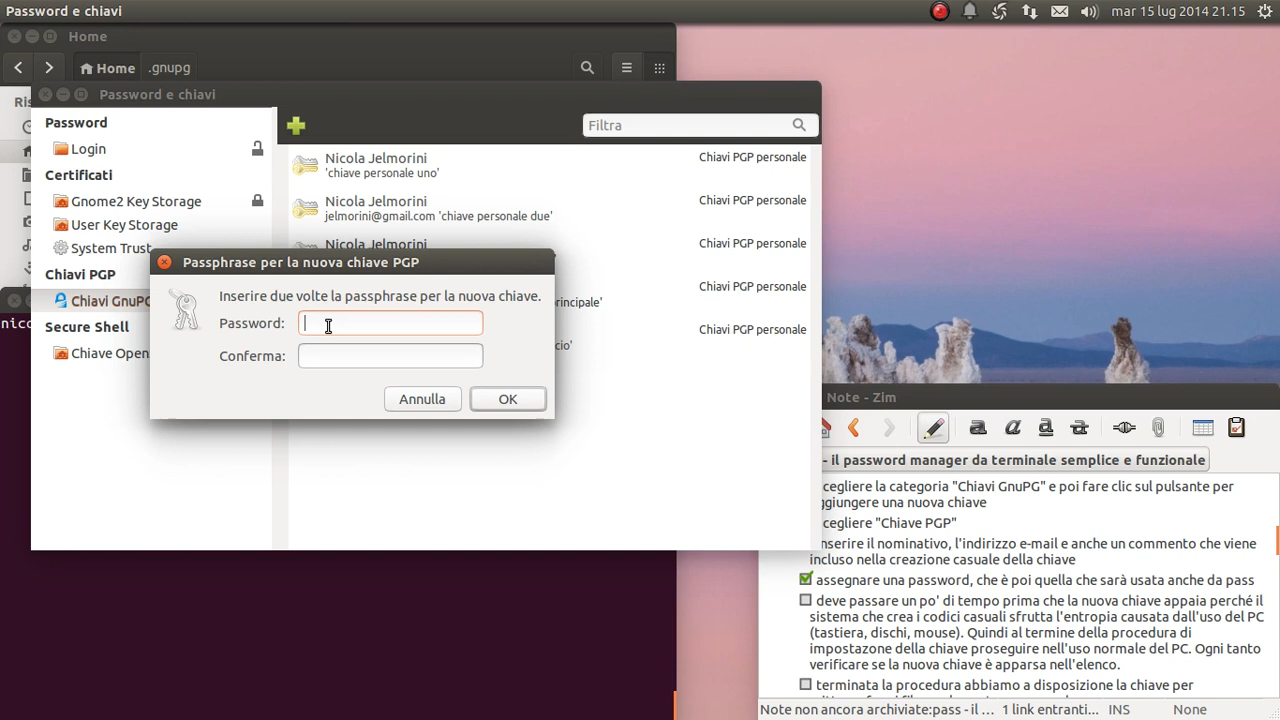 Password e chiavi
mar 15 lug 2014 21.15
Home
Home
.gnupg
Password e chiavi
Password
Login
Certificati
Gnome2 Key Storage
User Key Storage
System Trust
Chiavi PGP
Chiavi GnuPG
Secure Shell
Chiave Open
Filtra
Nicola Jelmorini
'chiave personale uno'
Chiavi PGP personale
Nicola Jelmorini
jelmorini@gmail.com 'chiave personale due'
Chiavi PGP personale
Nicola Jelmorini
Chiavi PGP personale
rincipale'
Chiavi PGP personale
cio'
Chiavi PGP personale
Passphrase per la nuova chiave PGP
Inserire due volte la passphrase per la nuova chiave.
Password:
Conferma:
Annulla
OK
nico
Note - Zim
- il password manager da terminale semplice e funzionale
cegliere la categoria "Chiavi GnuPG" e poi fare clic sul pulsante per
ggiungere una nuova chiave
cegliere "Chiave PGP"
inserire il nominativo, l'indirizzo e-mail e anche un commento che viene
incluso nella creazione casuale della chiave
assegnare una password, che è poi quella che sarà usata anche da pass
deve passare un po' di tempo prima che la nuova chiave appaia perché il
sistema che crea i codici casuali sfrutta l'entropia causata dall'uso del PC
(tastiera, dischi, mouse). Quindi al termine della procedura di
impostazone della chiave proseguire nell'uso normale del PC. Ogni tanto
verificare se la nuova chiave è apparsa nell'elenco.
terminata la procedura abbiamo a disposizione la chiave per
Note non ancora archiviate:pass - il ...
1 link entranti...
INS
None